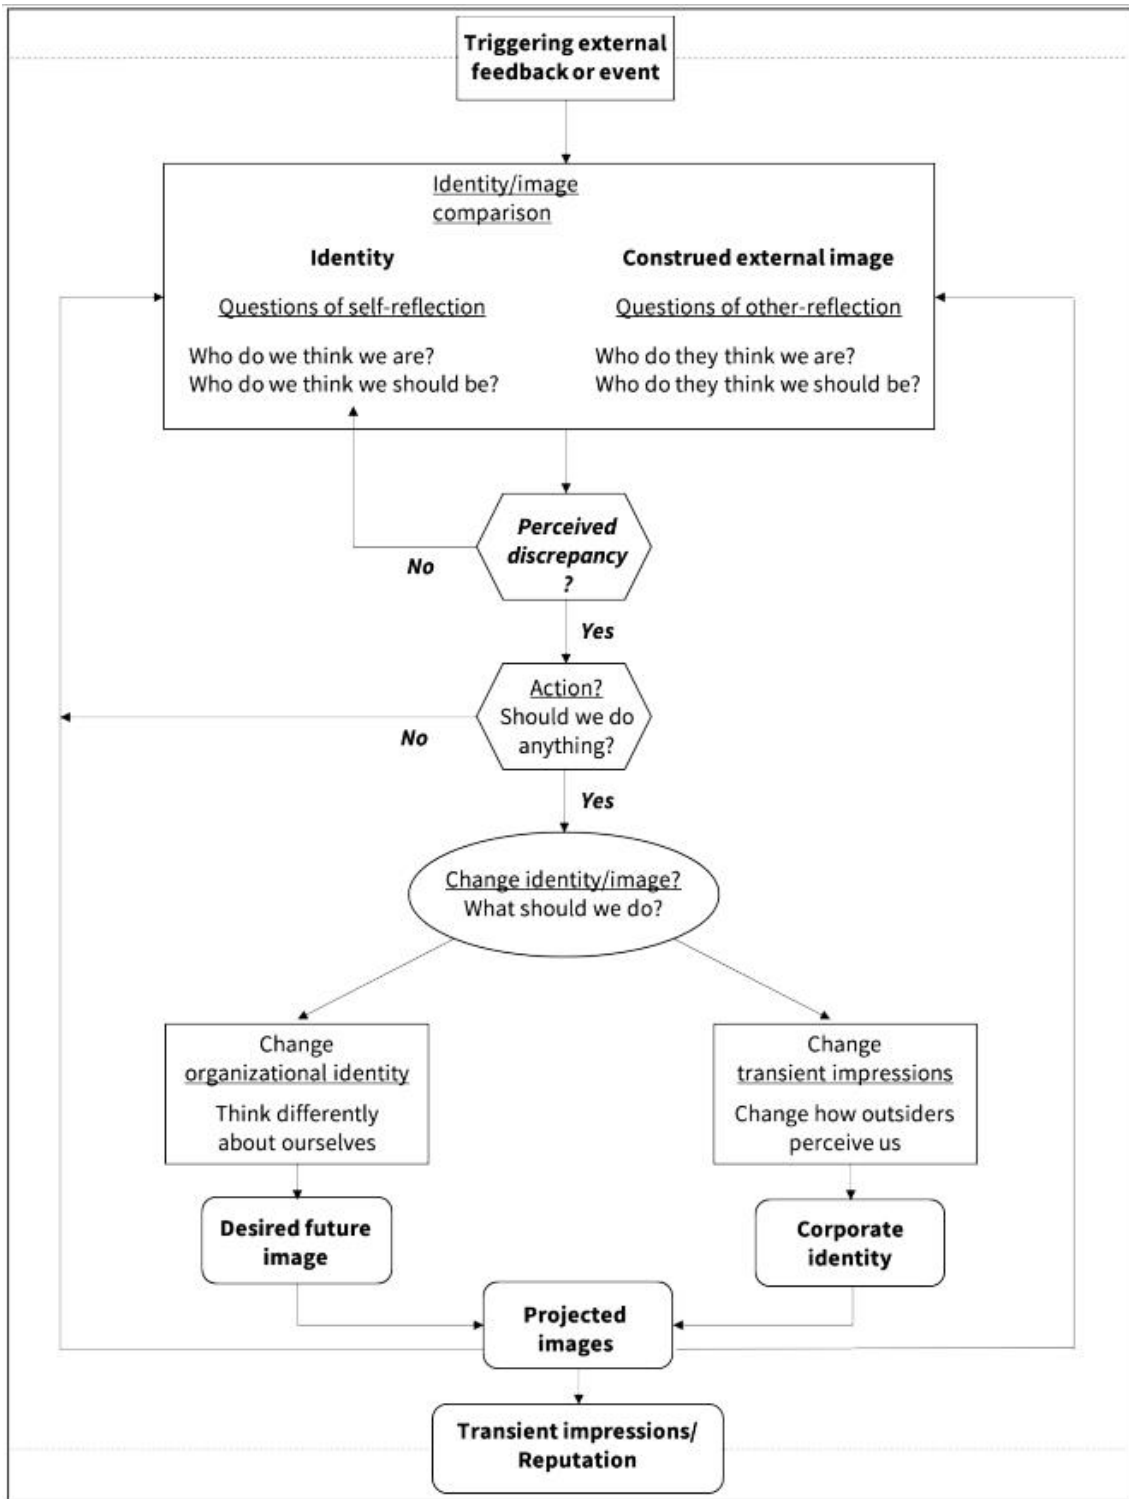 Triggering external
feedback or event
Identity/image
comparison
Identity
Questions of self-reflection
Who do we think we are?
Who do we think we should be?
Construed external image
Questions of other-reflection
Who do they think we are?
Who do they think we should be?
Perceived
discrepancy
?
No
Yes
Action?
Should we do
anything?
No
Yes
Change identity/image?
What should we do?
Change
organizational identity
Think differently
about ourselves
Change
transient impressions
Change how outsiders
perceive us
Desired future
image
Corporate
identity
Projected
images
Transient impressions/
Reputation